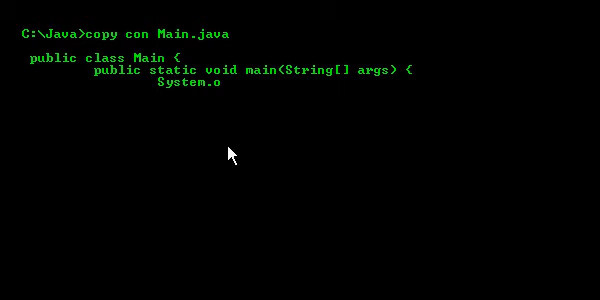 C:\Java>copy con Main.java
public class Main {
public static void main(String[] args) {
System.o